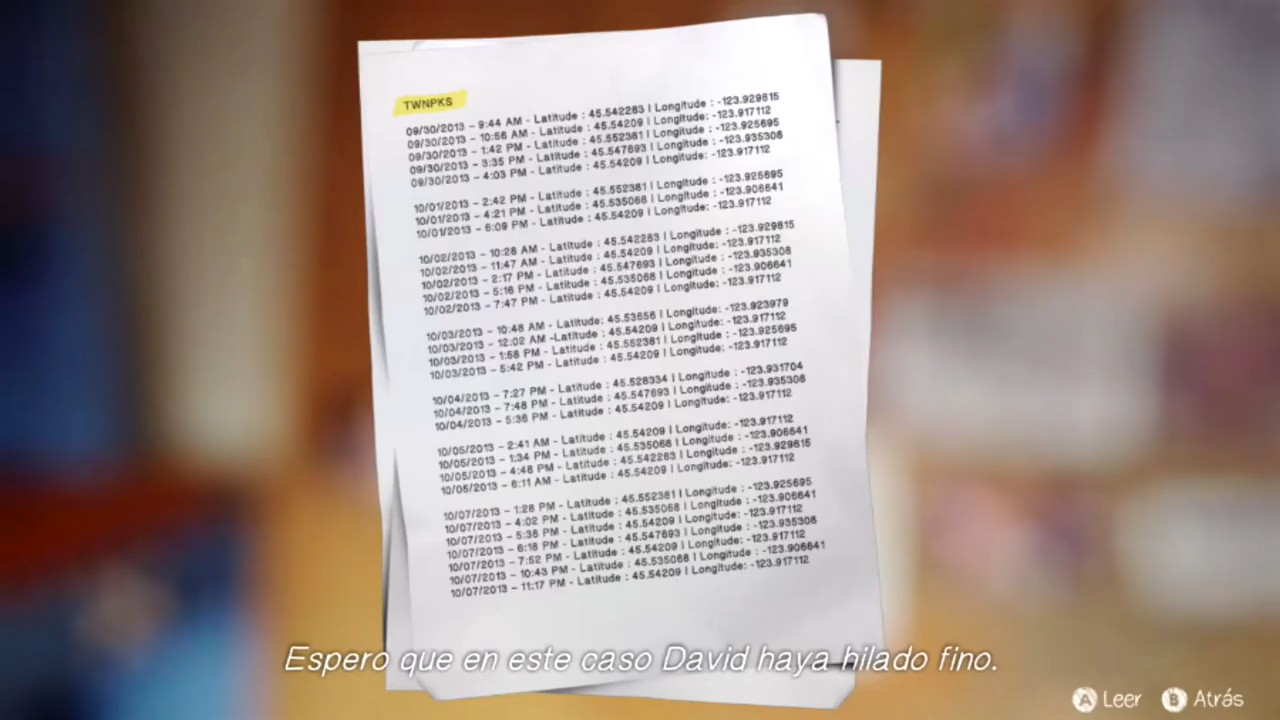 TWNPKS
09/30/2013 - 9:44 AM - Latitude : 45.542283 | Longitude : -123.929815
09/30/2013 - 10:56 AM - Latitude : 45.54209 | Longitude : -123.917112
09/30/2013 - 1:42 PM - Latitude : 45.552381 | Longitude : -123.925695
09/30/2013 - 3:35 PM - Latitude : 45.547693 | Longitude : -123.935308
09/30/2013 - 4:03 PM - Latitude : 45.54209 | Longitude: -123.917112
10/01/2013 - 2:42 PM - Latitude : 45.552381 | Longitude : -123.925695
10/01/2013 - 4:21 PM - Latitude : 45.535068 | Longitude : -123.906641
10/01/2013 - 6:09 PM - Latitude : 45.54209 | Longitude: -123.917112
10/02/2013 - 10:28 AM - Latitude : 45.542283 | Longitude : -123.929815
10/02/2013 - 11:47 AM - Latitude : 45.54209 | Longitude: -123.917112
10/02/2013 - 2:17 PM - Latitude : 45.547693 | Longitude : -123.935308
10/02/2013 - 5:16 PM - Latitude : 45.535068 | Longitude : -123.906641
10/02/2013 - 7:47 PM - Latitude : 45.54209 | Longitude: -123.917112
10/03/2013 - 10:48 AM - Latitude: 45.53656 | Longitude: -123.923979
10/03/2013 - 12:02 AM -Latitude : 45.54209 | Longitude: -123.917112
10/03/2013 - 1:58 PM - Latitude : 45.552381 | Longitude : -123.925695
10/03/2013 - 5:42 PM - Latitude : 45.54209 | Longitude: -123.917112
10/04/2013 - 7:27 PM - Latitude : 45.528334 | Longitude : -123.931704
10/04/2013 - 7:48 PM - Latitude : 45.547693 | Longitude : -123.935308
10/04/2013 - 5:36 PM - Latitude : 45.54209 | Longitude: -123.917112
10/05/2013 - 2:41 AM - Latitude : 45.54209 | Longitude: -123.917112
10/05/2013 - 1:34 PM - Latitude : 45.535068 | Longitude : -123.906641
10/05/2013 - 4:48 PM - Latitude : 45.542283 | Longitude : -123.929815
10/05/2013 - 6:11 AM - Latitude : 45.54209 | Longitude: -123.917112
10/07/2013 - 1:28 PM - Latitude : 45.552381 | Longitude : -123.925695
10/07/2013 - 4:02 PM - Latitude : 45.535068 | Longitude : -123.906641
10/07/2013 - 5:38 PM - Latitude : 45.54209 | Longitude: -123.917112
10/07/2013 - 6:18 PM - Latitude : 45.547693 | Longitude : -123.935308
10/07/2013 - 7:52 PM - Latitude : 45.54209 | Longitude: -123.917112
10/07/2013 - 10:43 PM - Latitude : 45.535068 | Longitude : -123.906641
10/07/2013 - 11:17 PM - Latitude : 45.54209 | Longitude: -123.917112
Espero que en este caso David haya hilado fino.
A Leer B Atrás